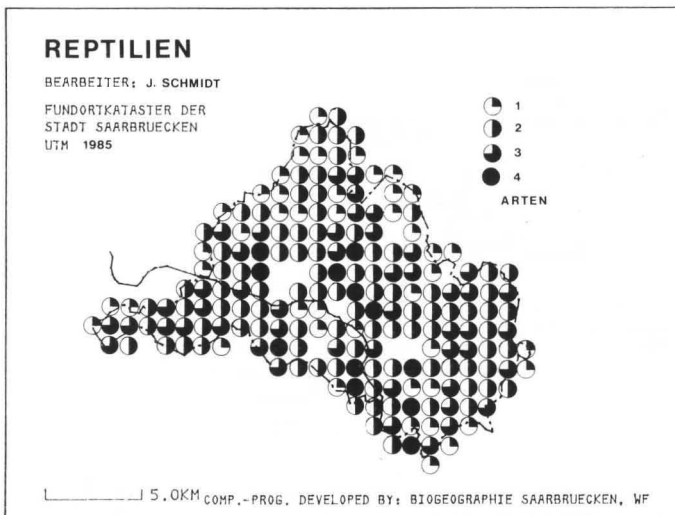 REPTILIEN
BEARBEITER: J. SCHMIDT
FUNDORTKATASTER DER
STADT SAARBRUECKEN
UTM 1985
1
2
3
4
ARTEN
5.0KM COMP.-PROG. DEVELOPED BY: BIOGEOGRAPHIE SAARBRUECKEN, WF